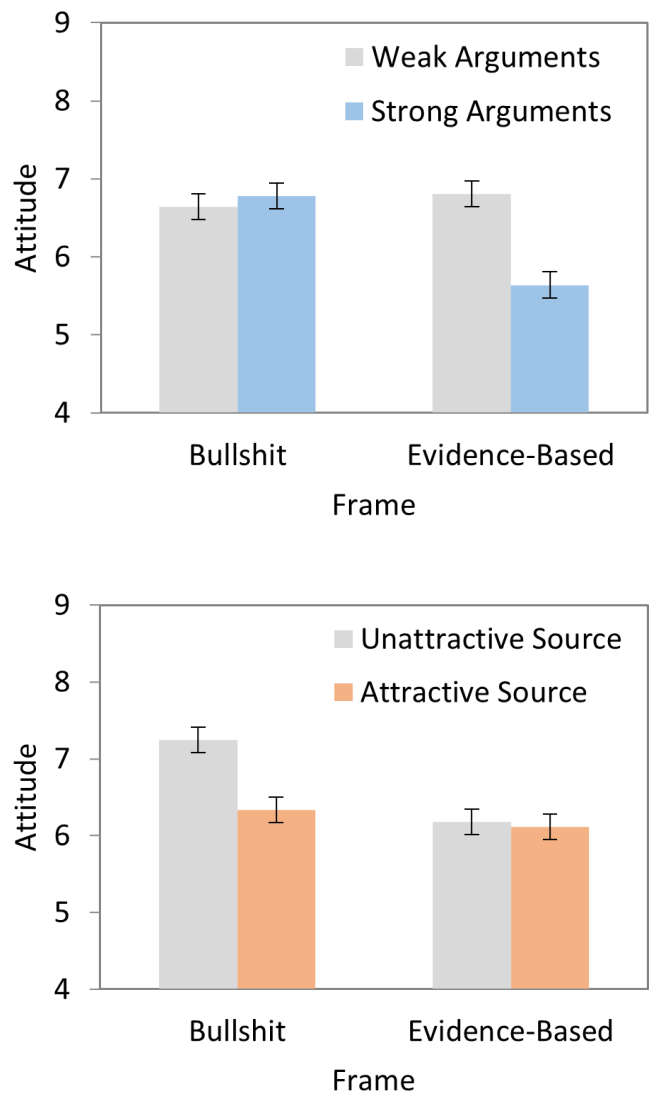 9
8
7
6
5
4
Attitude
Weak Arguments
Strong Arguments
Bullshit
Evidence-Based
Frame
9
8
7
6
5
4
Attitude
Unattractive Source
Attractive Source
Bullshit
Evidence-Based
Frame